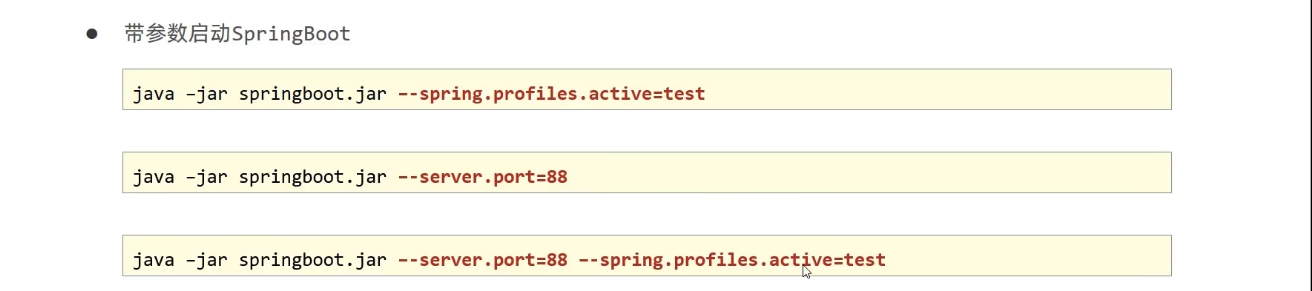 ● 带参数启动SpringBoot
java –jar springboot.jar --spring.profiles.active=test
java –jar springboot.jar --server.port=88
java –jar springboot.jar --server.port=88 --spring.profiles.active=test